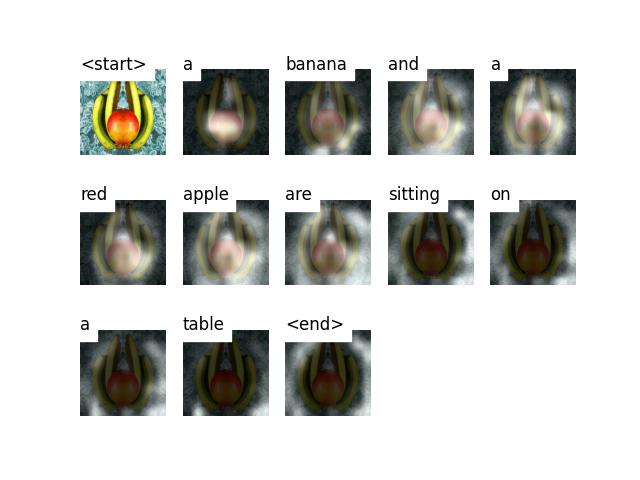 <start> a banana and a
red apple are sitting on
a table <end>